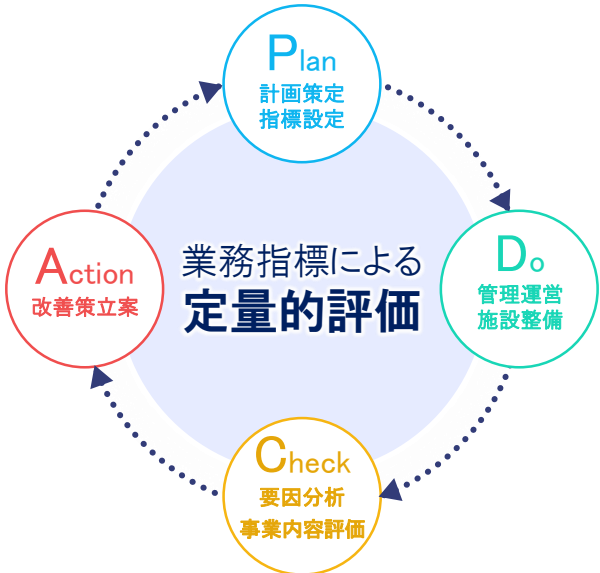 Plan
計画策定
指標設定
Do
管理運営
施設整備
Check
要因分析
事業内容評価
Action
改善策立案
業務指標による
定量的評価